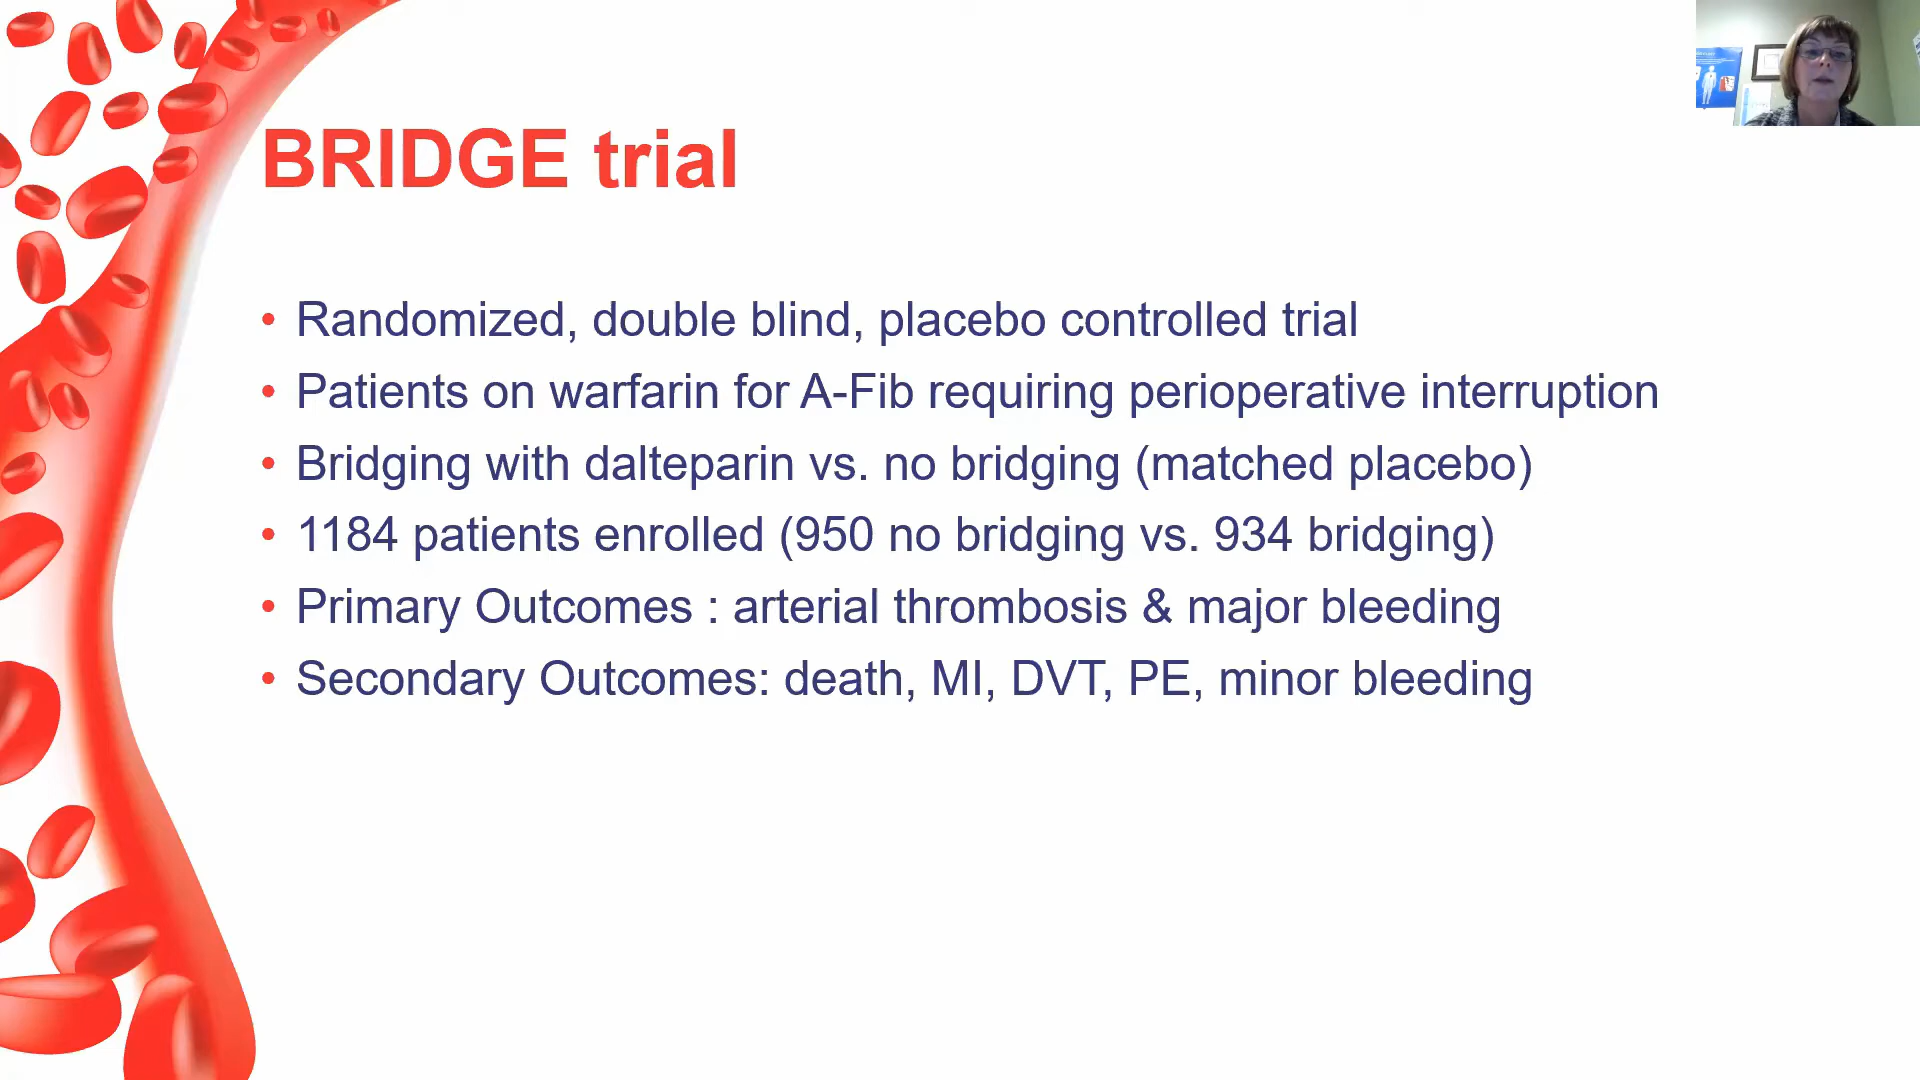 BRIDGE trial
• Randomized, double blind, placebo controlled trial
• Patients on warfarin for A-Fib requiring perioperative interruption
• Bridging with dalteparin vs. no bridging (matched placebo)
• 1184 patients enrolled (950 no bridging vs. 934 bridging)
• Primary Outcomes : arterial thrombosis & major bleeding
• Secondary Outcomes: death, MI, DVT, PE, minor bleeding